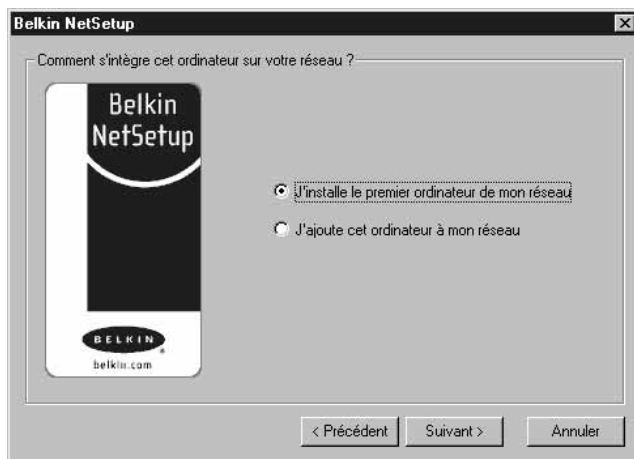 Belkin NetSetup
Comment s'intègre cet ordinateur sur votre réseau ?
Belkin
NetSetup
J'installe le premier ordinateur de mon réseau
J'ajoute cet ordinateur à mon réseau
BELKIN
®
belkin.com
< Précédent
Suivant >
Annuler